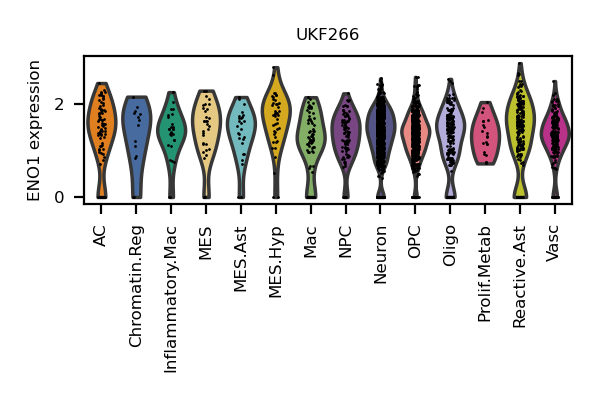 UKF266
ENO1 expression
2
0
AC
Chromatin.Reg
Inflammatory.Mac
MES
MES.Ast
MES.Hyp
Mac
NPC
Neuron
OPC
Oligo
Prolif.Metab
Reactive.Ast
Vasc